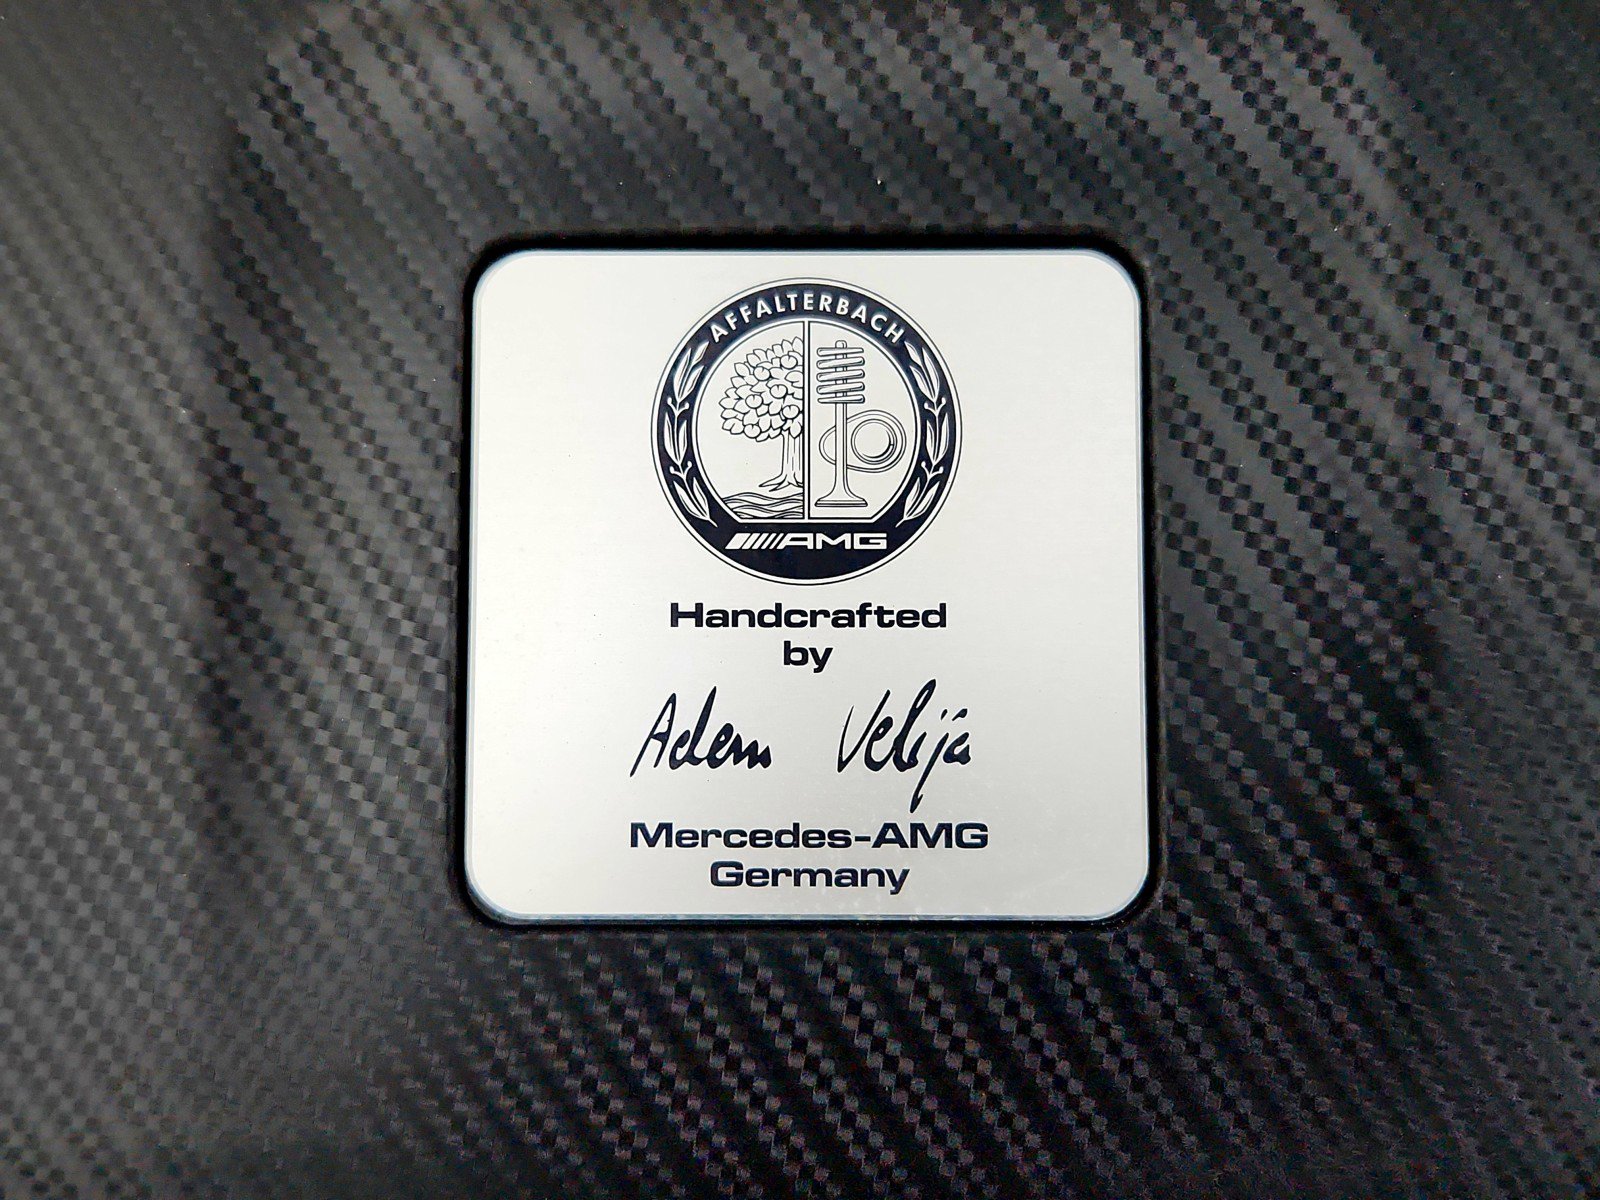 AFFALTERBACH
AMG
Handcrafted
by
Adem Velija
Mercedes-AMG
Germany